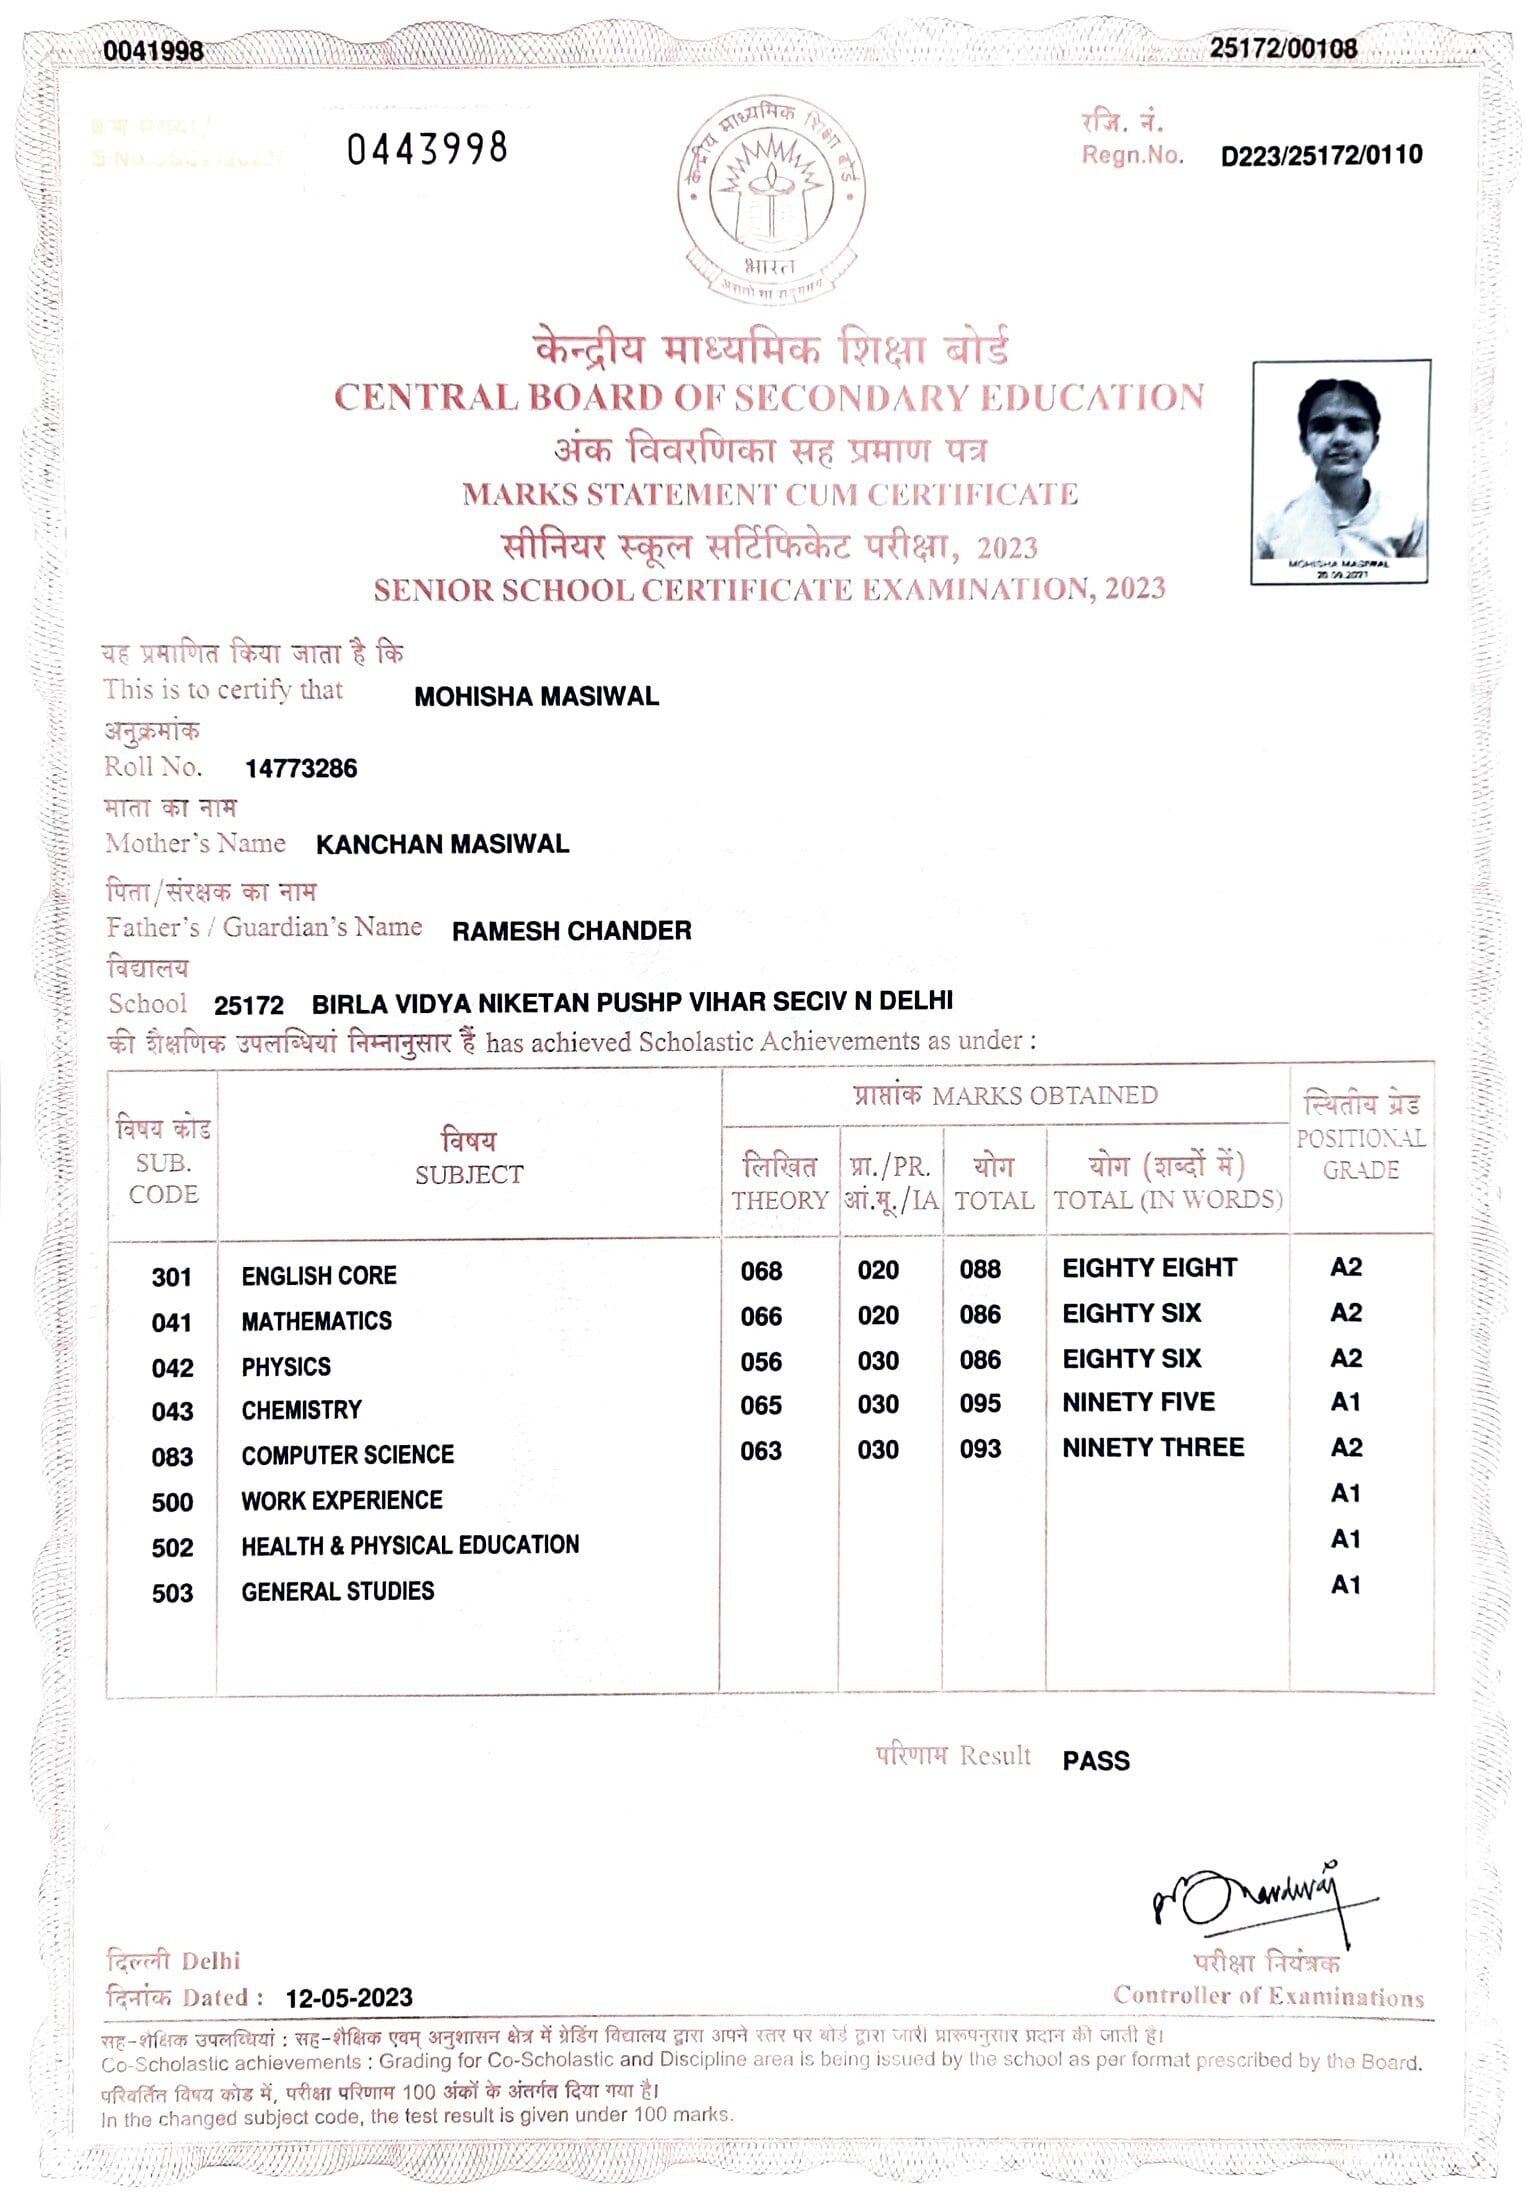 0041998
25172/00108
क्रम संख्या/
S.No.SSCE/2023/
0443998
रजि. नं.
Regn.No. D223/25172/0110
केन्द्रीय माध्यमिक शिक्षा बोर्ड
भारत
असतो मा सद्गमय
केन्द्रीय माध्यमिक शिक्षा बोर्ड
CENTRAL BOARD OF SECONDARY EDUCATION
अंक विवरणिका सह प्रमाण पत्र
MARKS STATEMENT CUM CERTIFICATE
सीनियर स्कूल सर्टिफिकेट परीक्षा, 2023
SENIOR SCHOOL CERTIFICATE EXAMINATION, 2023
MOHISHA MASIWAL
20.09.2021
यह प्रमाणित किया जाता है कि
This is to certify that MOHISHA MASIWAL
अनुक्रमांक
Roll No. 14773286
माता का नाम
Mother's Name KANCHAN MASIWAL
पिता/संरक्षक का नाम
Father's / Guardian's Name RAMESH CHANDER
विद्यालय
School 25172 BIRLA VIDYA NIKETAN PUSHP VIHAR SECIV N DELHI
की शैक्षणिक उपलब्धियां निम्नानुसार हैं has achieved Scholastic Achievements as under :
विषय कोड
SUB.
CODE
विषय
SUBJECT
प्राप्तांक MARKS OBTAINED
लिखित
THEORY
प्रा./PR.
आं.मू./IA
योग
TOTAL
योग (शब्दों में)
TOTAL (IN WORDS)
स्थितीय ग्रेड
POSITIONAL
GRADE
301 ENGLISH CORE 068 020 088 EIGHTY EIGHT A2
041 MATHEMATICS 066 020 086 EIGHTY SIX A2
042 PHYSICS 056 030 086 EIGHTY SIX A2
043 CHEMISTRY 065 030 095 NINETY FIVE A1
083 COMPUTER SCIENCE 063 030 093 NINETY THREE A2
500 WORK EXPERIENCE A1
502 HEALTH & PHYSICAL EDUCATION A1
503 GENERAL STUDIES A1
परिणाम Result PASS
दिल्ली Delhi
दिनांक Dated : 12-05-2023
परीक्षा नियंत्रक
Controller of Examinations
सह-शैक्षिक उपलब्धियां : सह-शैक्षिक एवम् अनुशासन क्षेत्र में ग्रेडिंग विद्यालय द्वारा अपने स्तर पर बोर्ड द्वारा जारी प्रारूपनुसार प्रदान की जाती है।
Co-Scholastic achievements : Grading for Co-Scholastic and Discipline area is being issued by the school as per format prescribed by the Board.
परिवर्तित विषय कोड में, परीक्षा परिणाम 100 अंकों के अंतर्गत दिया गया है।
In the changed subject code, the test result is given under 100 marks.